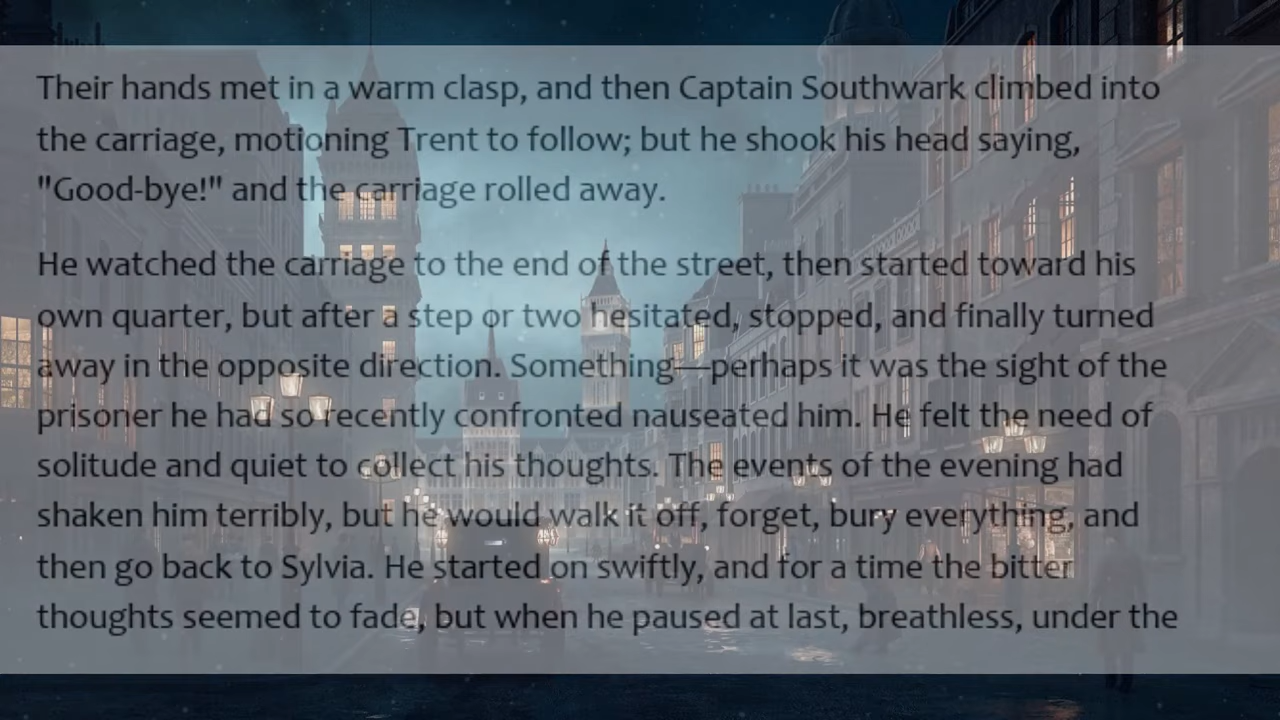 Their hands met in a warm clasp, and then Captain Southwark climbed into
the carriage, motioning Trent to follow; but he shook his head saying,
"Good-bye!" and the carriage rolled away.
He watched the carriage to the end of the street, then started toward his
own quarter, but after a step or two hesitated, stopped, and finally turned
away in the opposite direction. Something—perhaps it was the sight of the
prisoner he had so recently confronted nauseated him. He felt the need of
solitude and quiet to collect his thoughts. The events of the evening had
shaken him terribly, but he would walk it off, forget, bury everything, and
then go back to Sylvia. He started on swiftly, and for a time the bitter
thoughts seemed to fade, but when he paused at last, breathless, under the